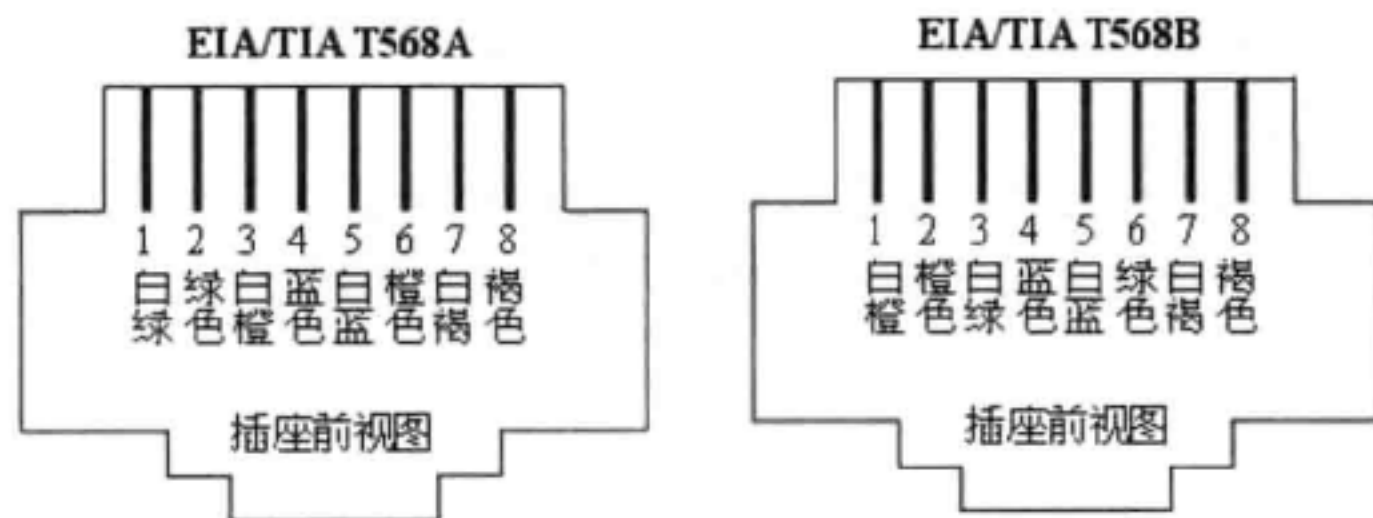 EIA/TIA T568A
1 2 3 4 5 6 7 8
白绿 绿色 白橙 蓝色 白蓝 橙色 白褐 褐色
插座前视图
EIA/TIA T568B
1 2 3 4 5 6 7 8
白橙 橙色 白绿 蓝色 白蓝 绿色 白褐 褐色
插座前视图